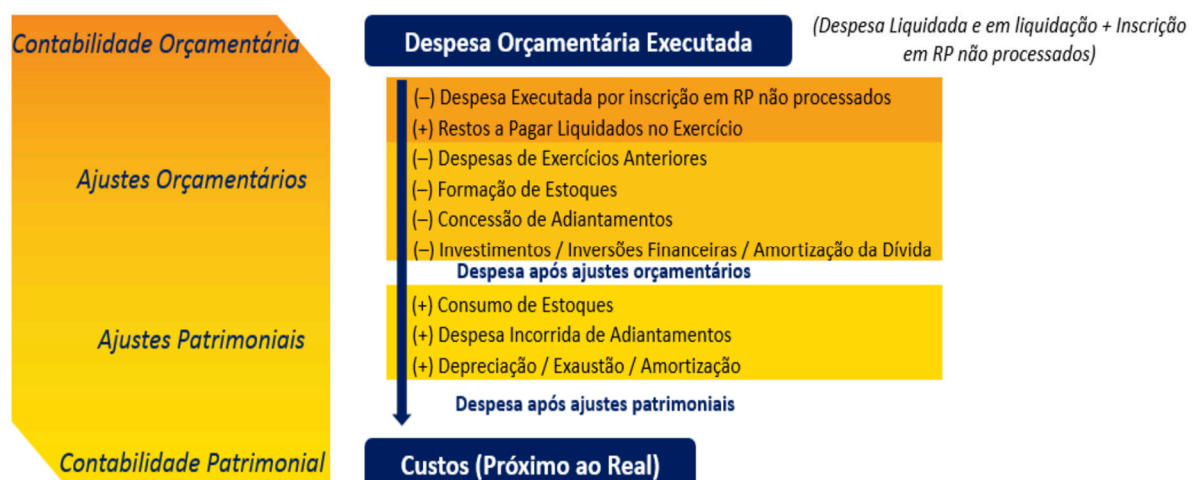 Contabilidade Orçamentária
Despesa Orçamentária Executada
(Despesa Liquidada e em liquidação + Inscrição
em RP não processados)
(–) Despesa Executada por inscrição em RP não processados
(+) Restos a Pagar Liquidados no Exercício
Ajustes Orçamentários
(–) Despesas de Exercícios Anteriores
(–) Formação de Estoques
(–) Concessão de Adiantamentos
(–) Investimentos / Inversões Financeiras / Amortização da Dívida
Despesa após ajustes orçamentários
Ajustes Patrimoniais
(+) Consumo de Estoques
(+) Despesa Incorrida de Adiantamentos
(+) Depreciação / Exaustão / Amortização
Despesa após ajustes patrimoniais
Contabilidade Patrimonial
Custos (Próximo ao Real)